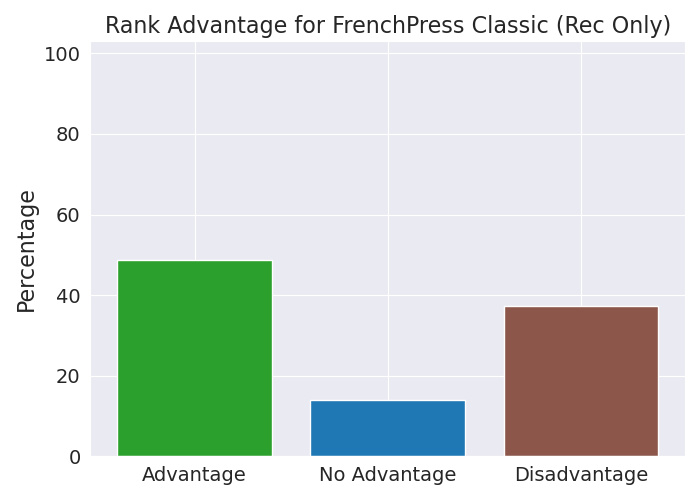 Rank Advantage for FrenchPress Classic (Rec Only)
100
80
60
40
20
0
Percentage
Advantage
No Advantage
Disadvantage